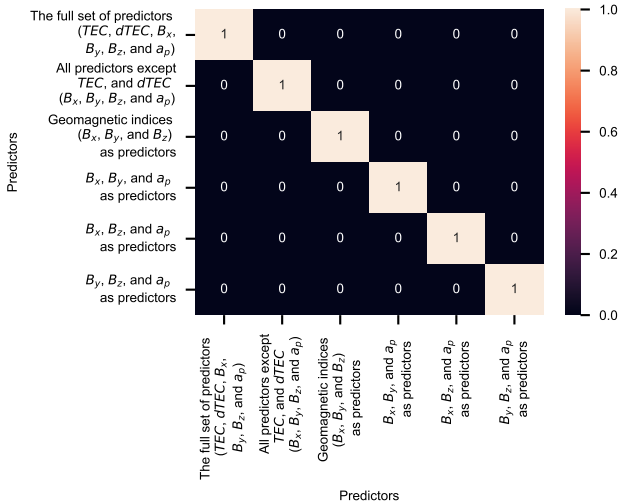 The full set of predictors
(TEC, dTEC, Bx,
By, Bz, and ap)
All predictors except
TEC, and dTEC
(Bx, By, Bz, and ap)
Geomagnetic indices
(Bx, By, and Bz)
as predictors
Bx, By, and ap
as predictors
Bx, Bz, and ap
as predictors
By, Bz, and ap
as predictors
Predictors
1 0 0 0 0 0
0 1 0 0 0 0
0 0 1 0 0 0
0 0 0 1 0 0
0 0 0 0 1 0
0 0 0 0 0 1
1.0
0.8
0.6
0.4
0.2
0.0
The full set of predictors
(TEC, dTEC, Bx,
By, Bz, and ap)
All predictors except
TEC, and dTEC
(Bx, By, Bz, and ap)
Geomagnetic indices
(Bx, By, and Bz)
as predictors
Bx, By, and ap
as predictors
Bx, Bz, and ap
as predictors
By, Bz, and ap
as predictors
Predictors